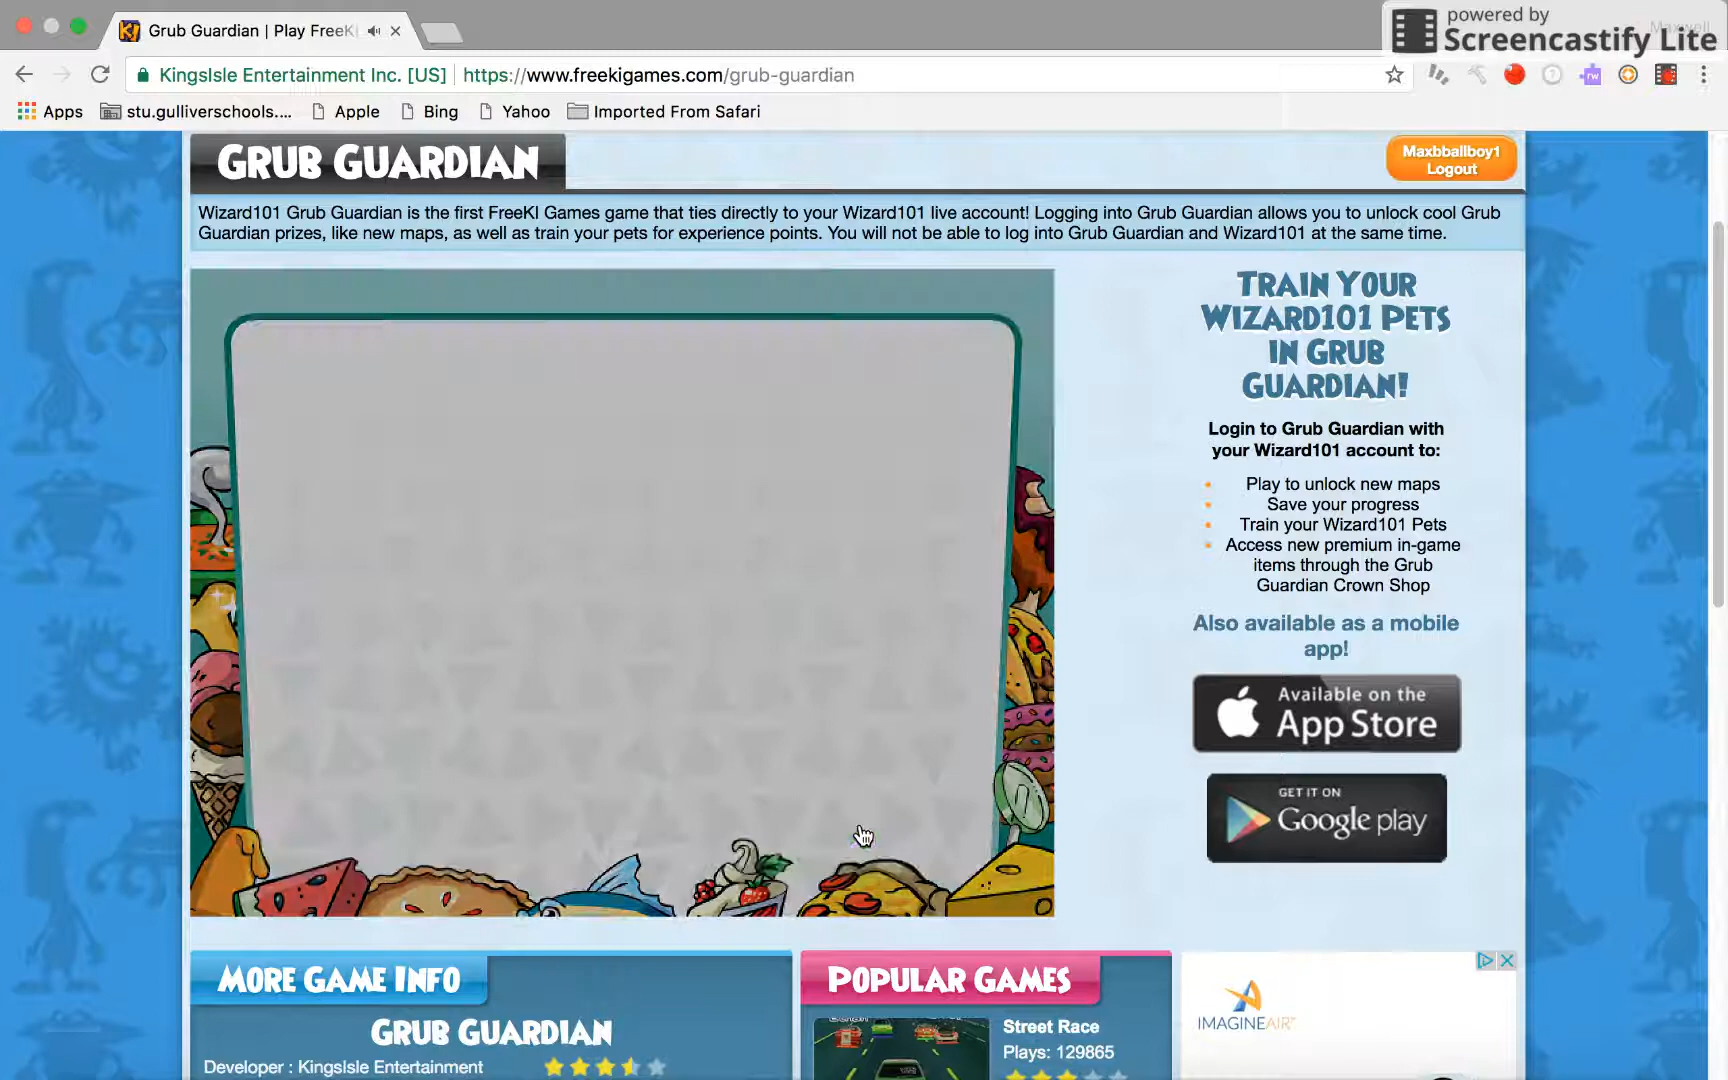 Grub Guardian | Play FreeKI
powered by
Screencastify Lite
KingsIsle Entertainment Inc. [US]
https://www.freekigames.com/grub-guardian
Apps
stu.gulliverschools....
Apple
Bing
Yahoo
Imported From Safari
GRUB GUARDIAN
Maxbballboy1
Logout
Wizard101 Grub Guardian is the first FreeKI Games game that ties directly to your Wizard101 live account! Logging into Grub Guardian allows you to unlock cool Grub
Guardian prizes, like new maps, as well as train your pets for experience points. You will not be able to log into Grub Guardian and Wizard101 at the same time.
TRAIN YOUR
WIZARD101 PETS
IN GRUB
GUARDIAN!
Login to Grub Guardian with
your Wizard101 account to:
Play to unlock new maps
Save your progress
Train your Wizard101 Pets
Access new premium in-game
items through the Grub
Guardian Crown Shop
Also available as a mobile
app!
Available on the
App Store
GET IT ON
Google play
MORE GAME INFO
GRUB GUARDIAN
Developer : KingsIsle Entertainment
POPULAR GAMES
Street Race
Plays: 129865
IMAGINEAIR